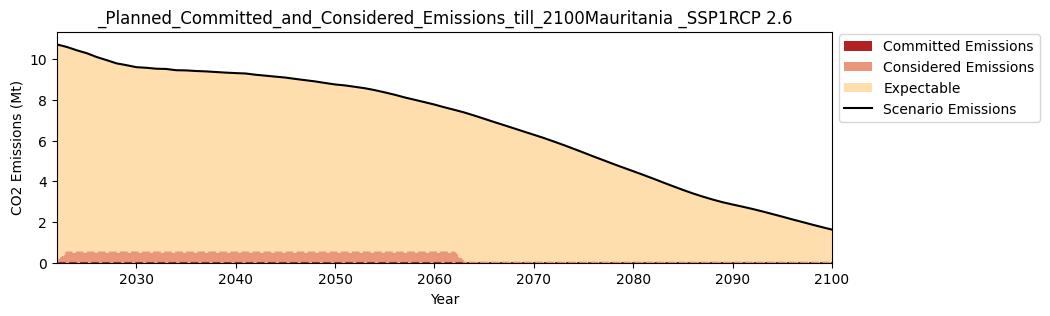 _Planned_Committed_and_Considered_Emissions_till_2100Mauritania _SSP1RCP 2.6
Committed Emissions
Considered Emissions
Expectable
Scenario Emissions
CO2 Emissions (Mt)
10
8
6
4
2
0
2030 2040 2050 2060 2070 2080 2090 2100
Year